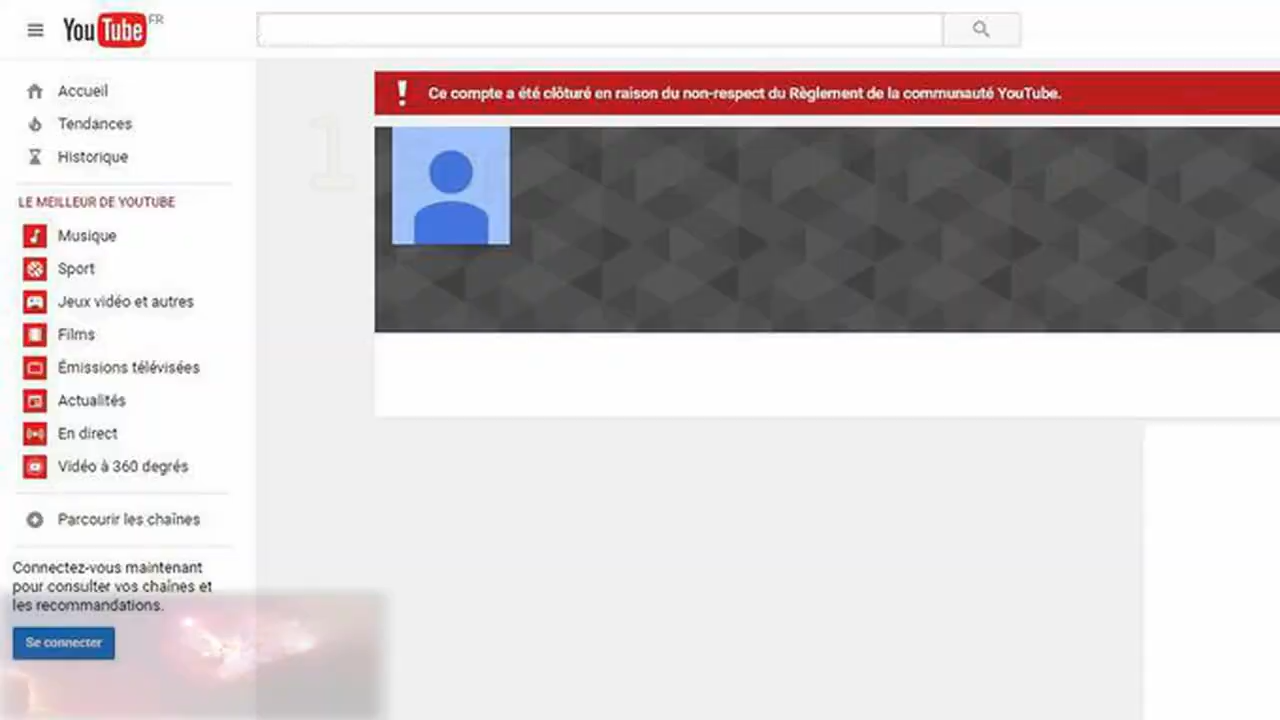 YouTube FR
Accueil
Tendances
Historique
LE MEILLEUR DE YOUTUBE
Musique
Sport
Jeux vidéo et autres
Films
Émissions télévisées
Actualités
En direct
Vidéo à 360 degrés
Parcourir les chaînes
Connectez-vous maintenant
pour consulter vos chaînes et
les recommandations.
Se connecter
Ce compte a été clôturé en raison du non-respect du Règlement de la communauté YouTube.
1